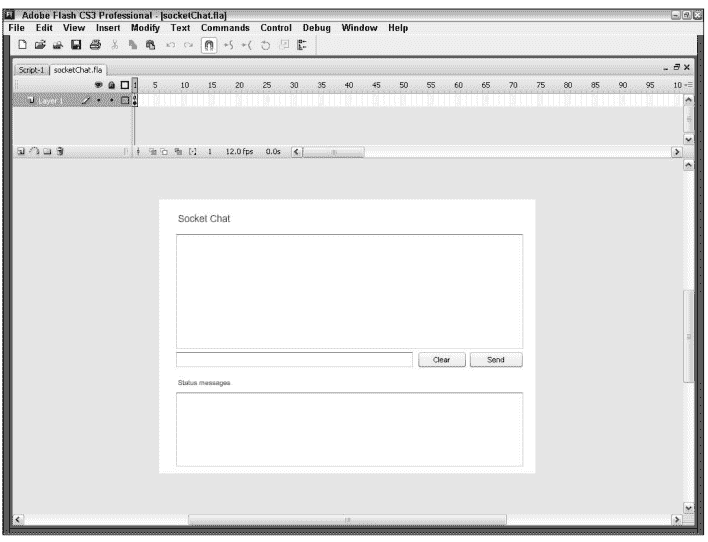 Adobe Flash CS3 Professional - [socketChat.fla]
File Edit View Insert Modify Text Commands Control Debug Window Help
Script-1 socketChat.fla
1 5 10 15 20 25 30 35 40 45 50 55 60 65 70 75 80 85 90 95 10
Layer 1
1 12.0 fps 0.0s
Socket Chat
Clear Send
Status messages